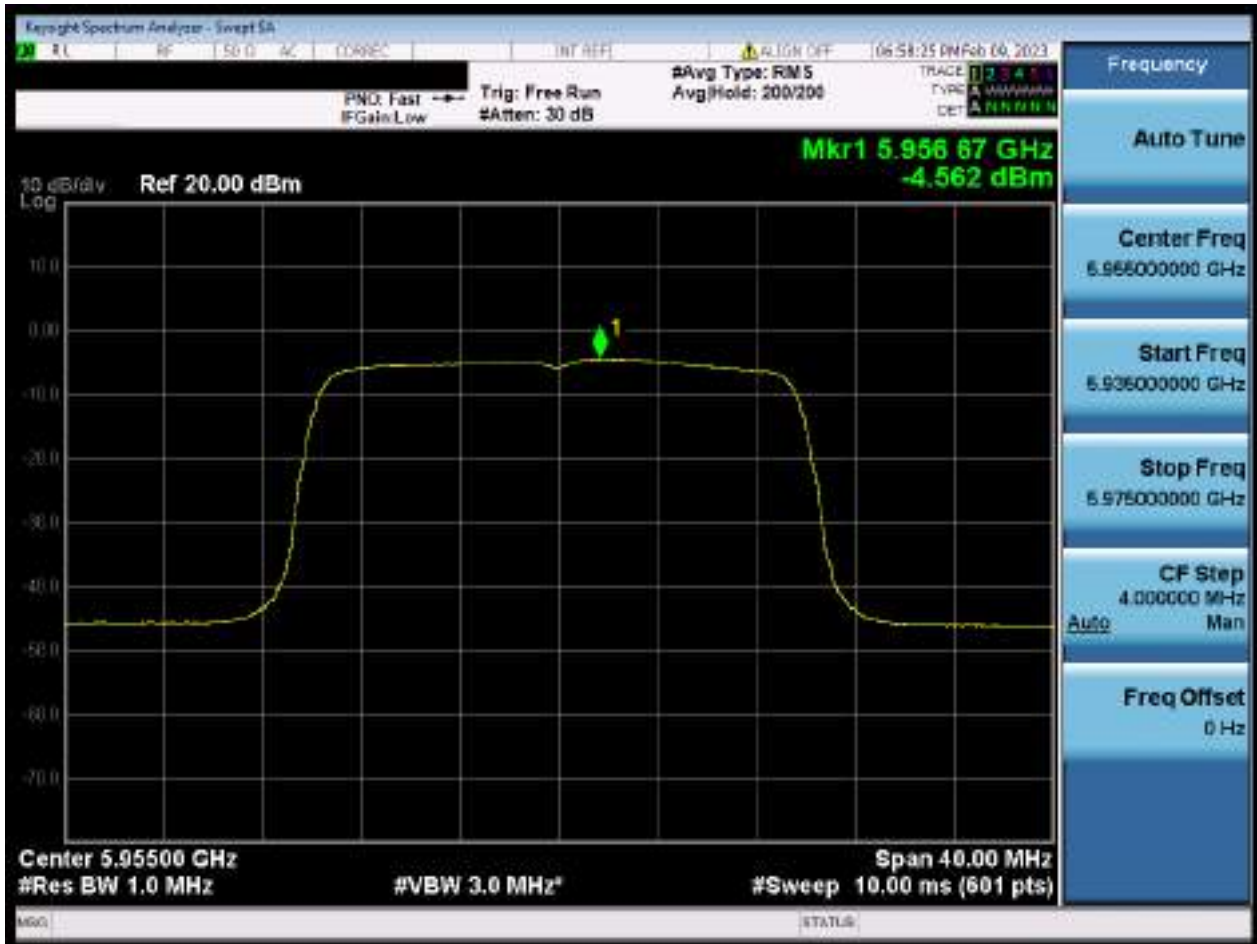 Keysight Spectrum Analyzer - Swept SA
RL RF 50 Ω AC CORREC INT REF ALIGN OFF 06:58:25 PM Feb 09, 2023
#Avg Type: RMS TRACE 1 2 3 4 5 6
PNO: Fast Trig: Free Run Avg|Hold: 200/200 TYPE A WWWWW
IFGain:Low #Atten: 30 dB DET A N N N N N
Mkr1 5.956 67 GHz
-4.562 dBm
10 dB/div Ref 20.00 dBm
Log
10.0
0.00
1
-10.0
-20.0
-30.0
-40.0
-50.0
-60.0
-70.0
Center 5.95500 GHz Span 40.00 MHz
#Res BW 1.0 MHz #VBW 3.0 MHz* #Sweep 10.00 ms (601 pts)
MSG STATUS
Frequency
Auto Tune
Center Freq
5.955000000 GHz
Start Freq
5.935000000 GHz
Stop Freq
5.975000000 GHz
CF Step
4.000000 MHz
Auto Man
Freq Offset
0 Hz